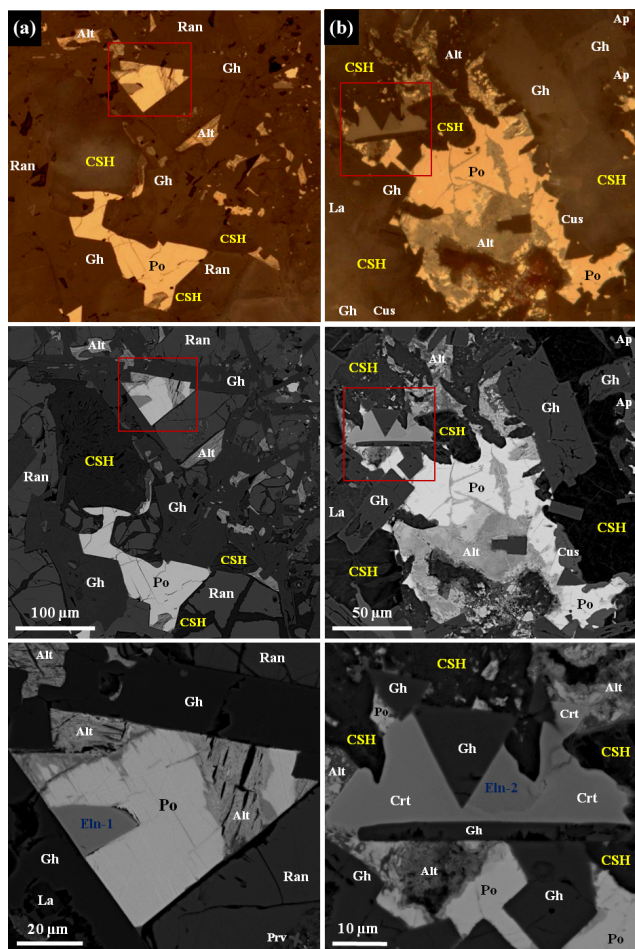 (a)
Ran
Alt
Gh
Alt
CSH
Ran
Gh
CSH
Gh
Po
Ran
CSH
(b)
Ap
Alt
Gh
CSH
Ap
Gh
CSH
Po
CSH
Gh
La
Cus
Alt
CSH
Po
Gh
Cus
Ran
Alt
Gh
CSH
Alt
Ran
Gh
CSH
Gh
Po
Ran
100 µm
CSH
Ap
Alt
CSH
Gh
Gh
Ap
CSH
Po
Gh
CSH
La
Alt
Cus
CSH
Po
50 µm
Alt
Ran
Gh
Alt
Po
Eln-1
Alt
Gh
Ran
La
20 µm
Prv
CSH
Gh
Alt
Po
Crt
Gh
CSH
CSH
Alt
Eln-2
Crt
Crt
Gh
Alt
CSH
Po
Gh
10 µm
Po